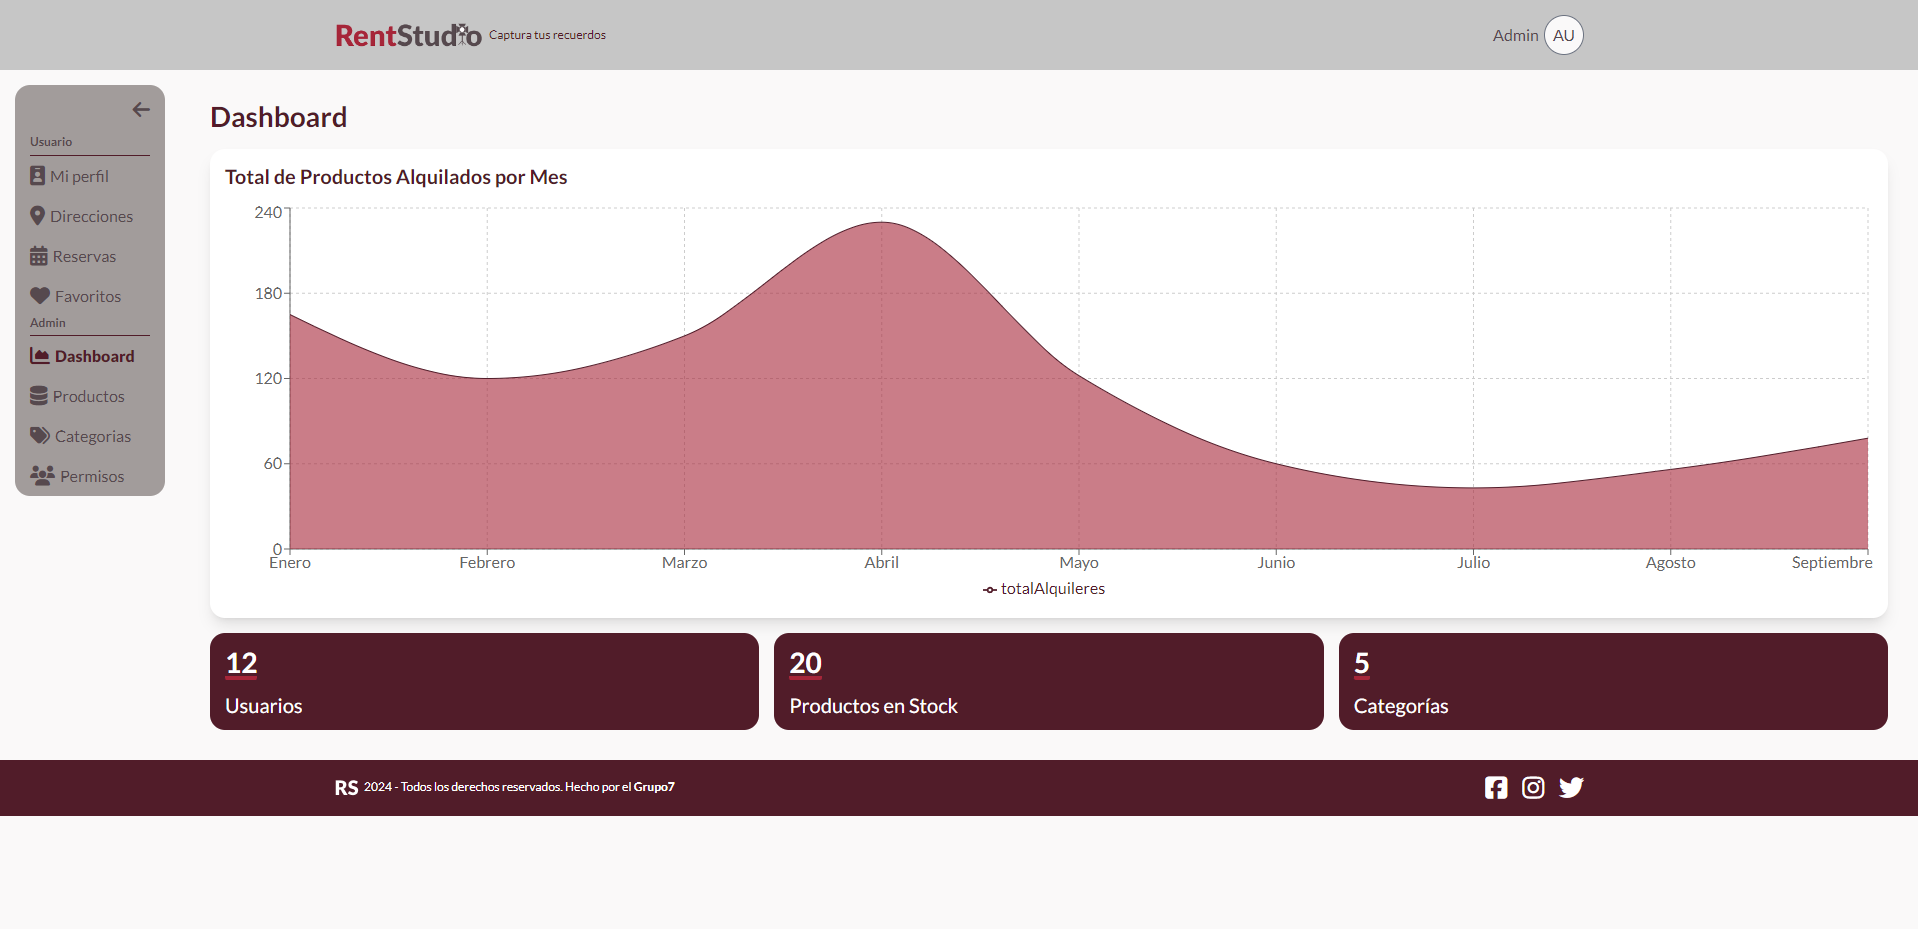 RentStudio Captura tus recuerdos
Admin AU
Usuario
Mi perfil
Direcciones
Reservas
Favoritos
Admin
Dashboard
Productos
Categorias
Permisos
Dashboard
Total de Productos Alquilados por Mes
240
180
120
60
0
Enero Febrero Marzo Abril Mayo Junio Julio Agosto Septiembre
totalAlquileres
12
Usuarios
20
Productos en Stock
5
Categorías
RS 2024 - Todos los derechos reservados. Hecho por el Grupo7